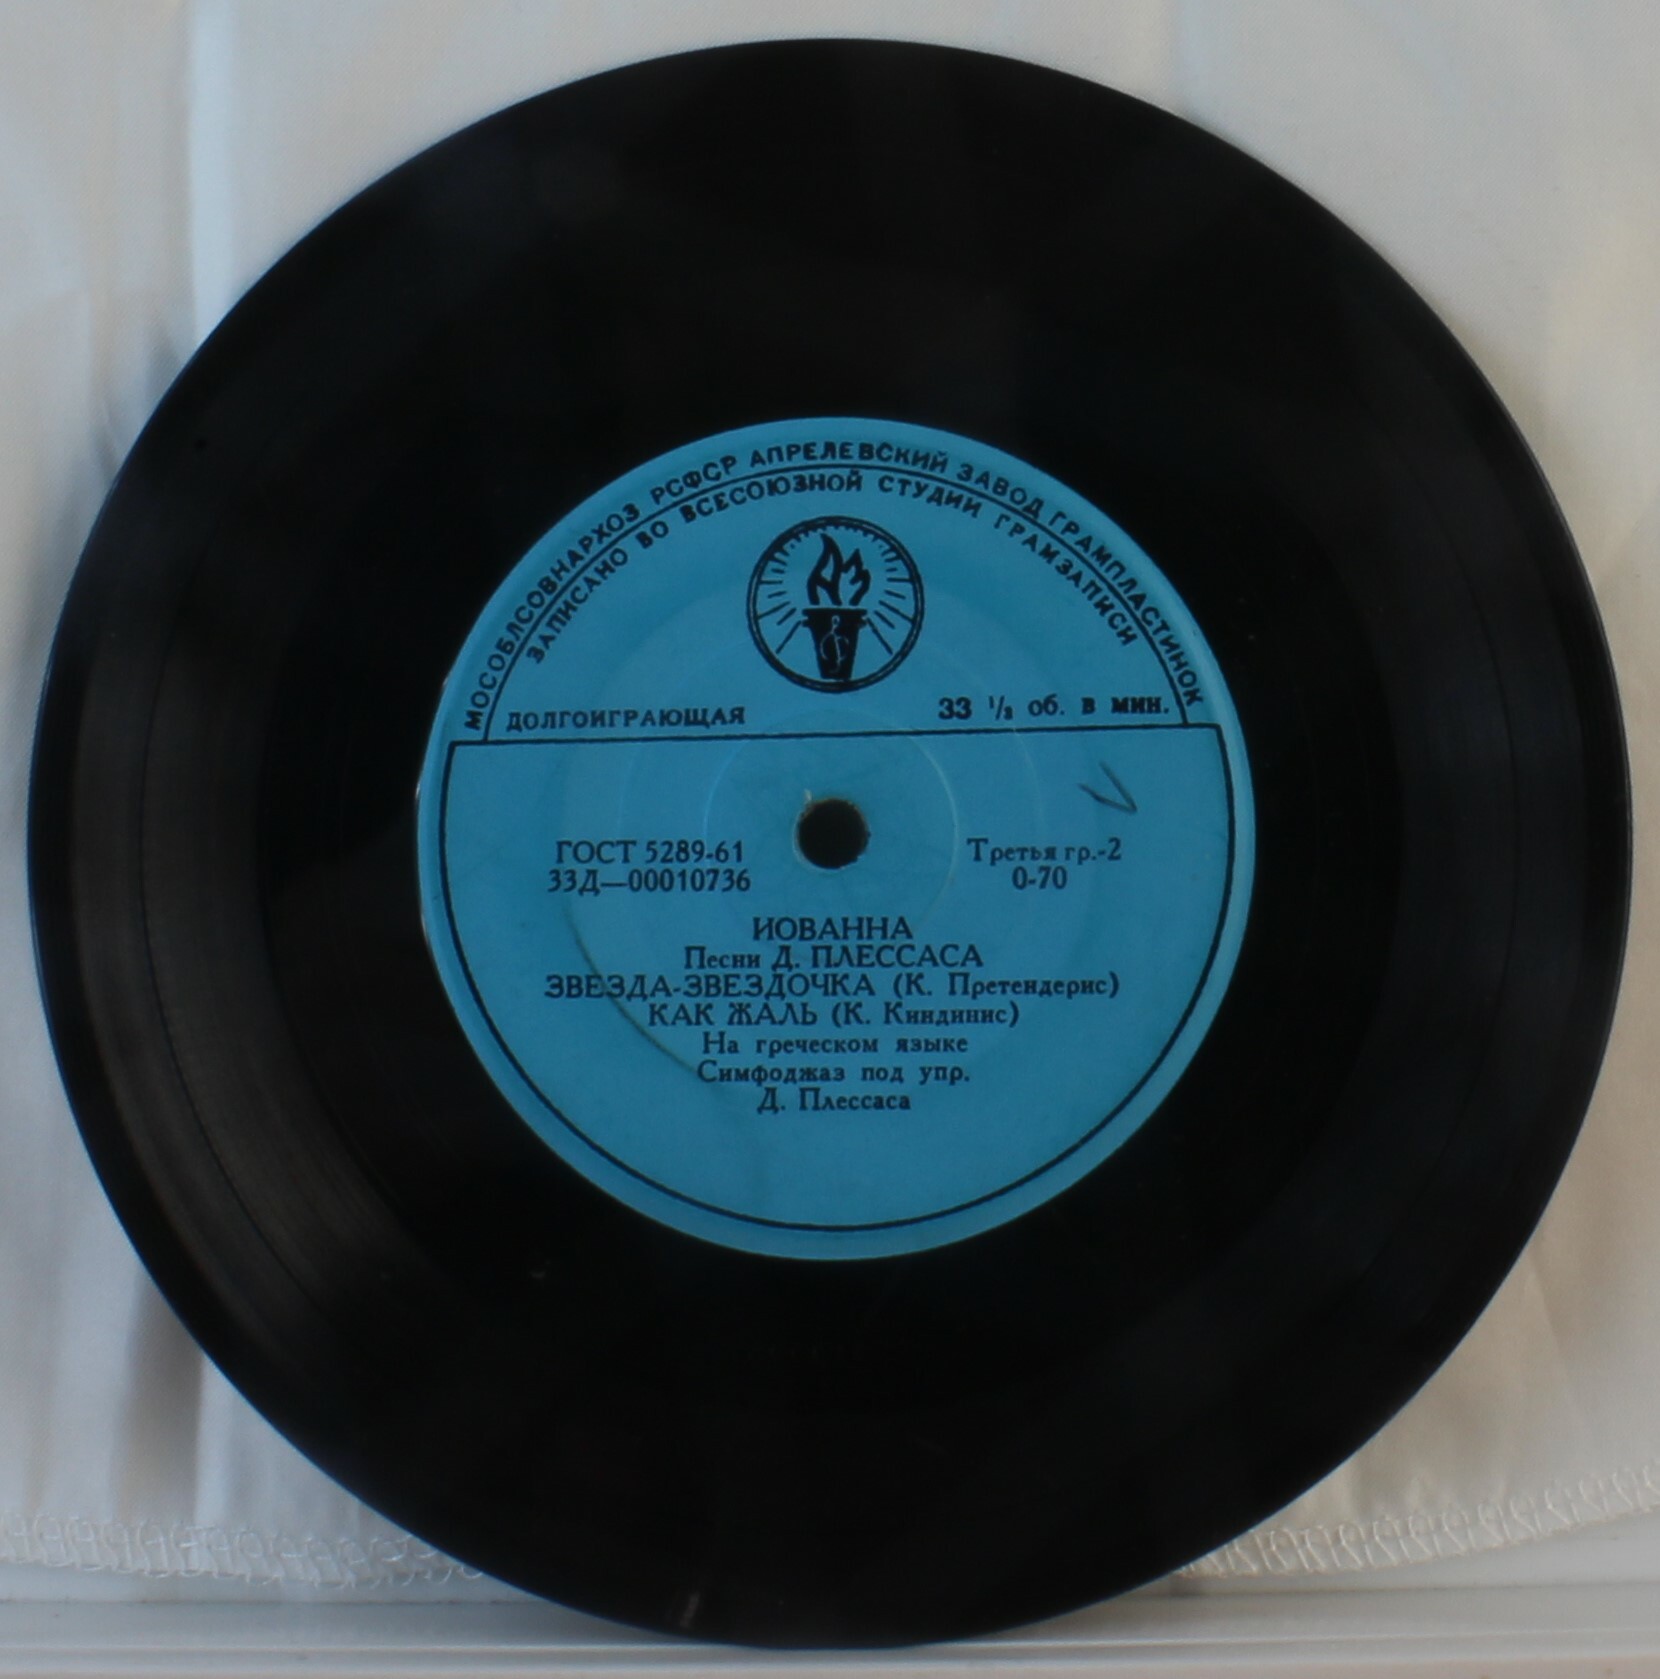 МОСОБЛСОВНАРХОЗ РСФСР АПРЕЛЕВСКИЙ ЗАВОД ГРАМПЛАСТИНОК
ЗАПИСАНО ВО ВСЕСОЮЗНОЙ СТУДИИ ГРАМЗАПИСИ
АЗ
ДОЛГОИГРАЮЩАЯ 33 ⅓ об. в мин.
ГОСТ 5289-61 Третья гр.-2
33Д—00010736 0-70
ИОВАННА
Песни Д. ПЛЕССАСА
ЗВЕЗДА-ЗВЕЗДОЧКА (К. Претендерис)
КАК ЖАЛЬ (К. Киндинис)
На греческом языке
Симфоджаз под упр.
Д. Плессаса